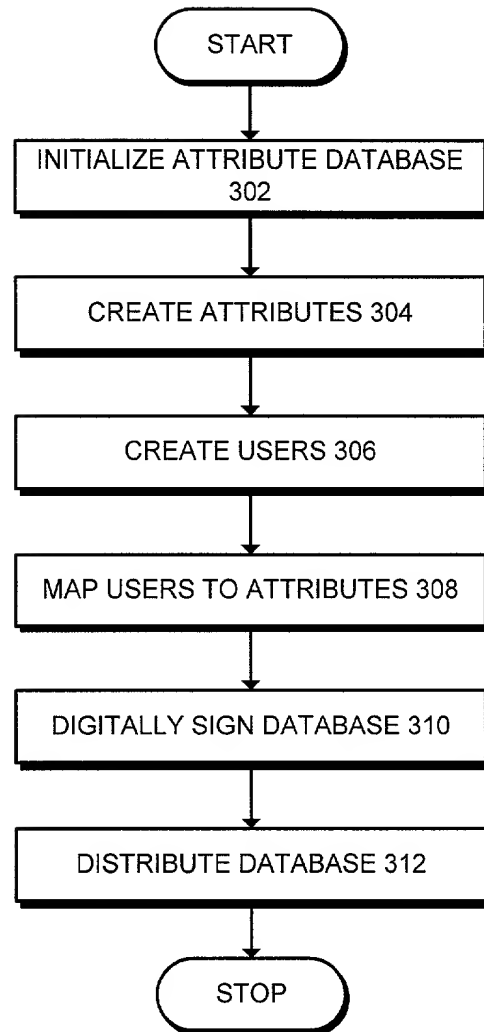 START
INITIALIZE ATTRIBUTE DATABASE
302
CREATE ATTRIBUTES 304
CREATE USERS 306
MAP USERS TO ATTRIBUTES 308
DIGITALLY SIGN DATABASE 310
DISTRIBUTE DATABASE 312
STOP